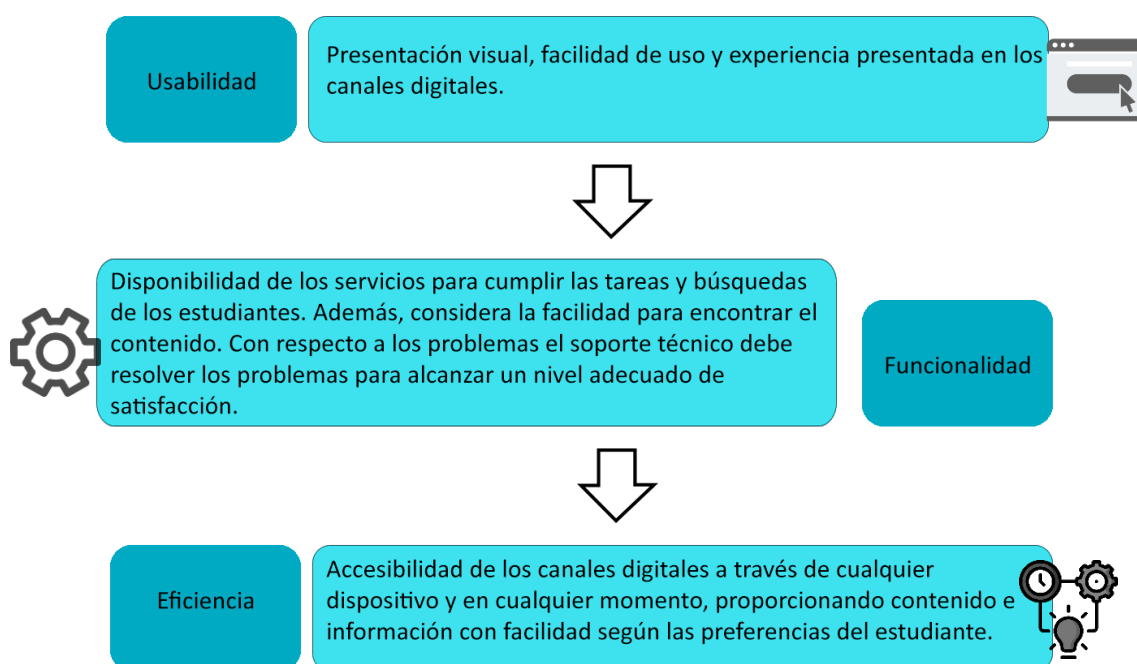 Usabilidad
Presentación visual, facilidad de uso y experiencia presentada en los
canales digitales.
Disponibilidad de los servicios para cumplir las tareas y búsquedas
de los estudiantes. Además, considera la facilidad para encontrar el
contenido. Con respecto a los problemas el soporte técnico debe
resolver los problemas para alcanzar un nivel adecuado de
satisfacción.
Funcionalidad
Eficiencia
Accesibilidad de los canales digitales a través de cualquier
dispositivo y en cualquier momento, proporcionando contenido e
información con facilidad según las preferencias del estudiante.